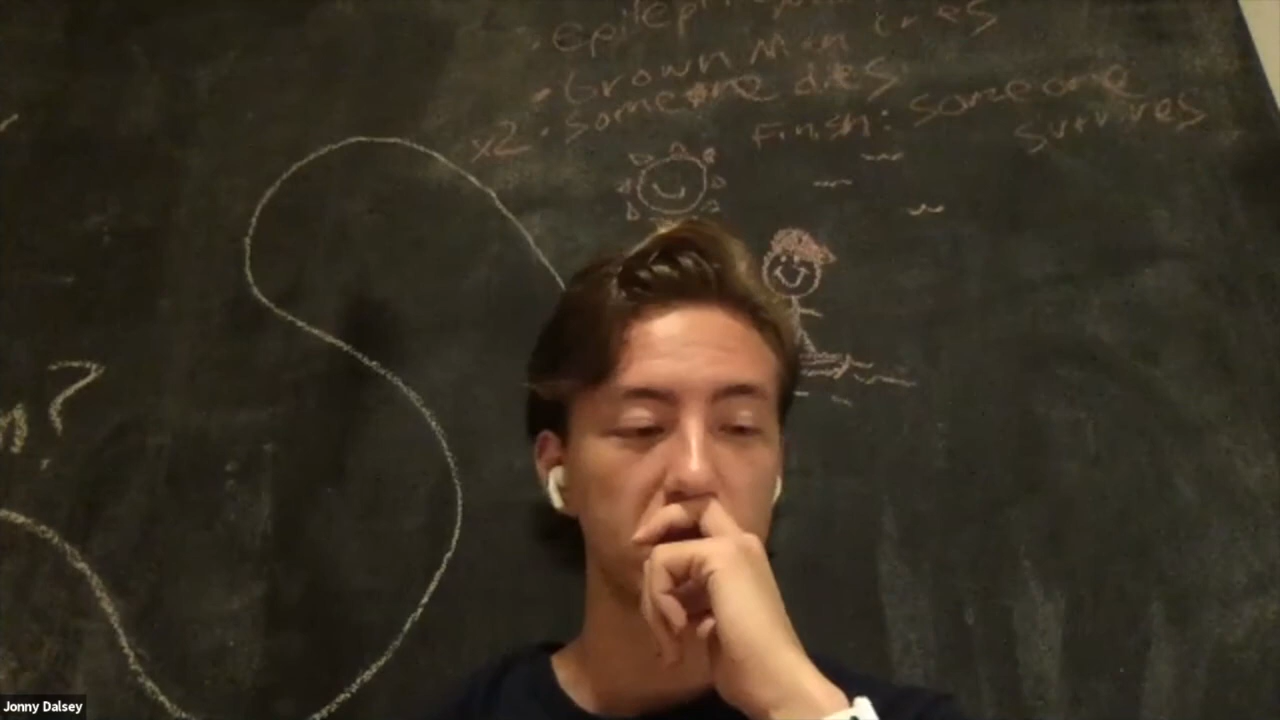 Grown Man cries
x2 • Someone dies
Finish: Someone survives
?
Jonny Dalsey